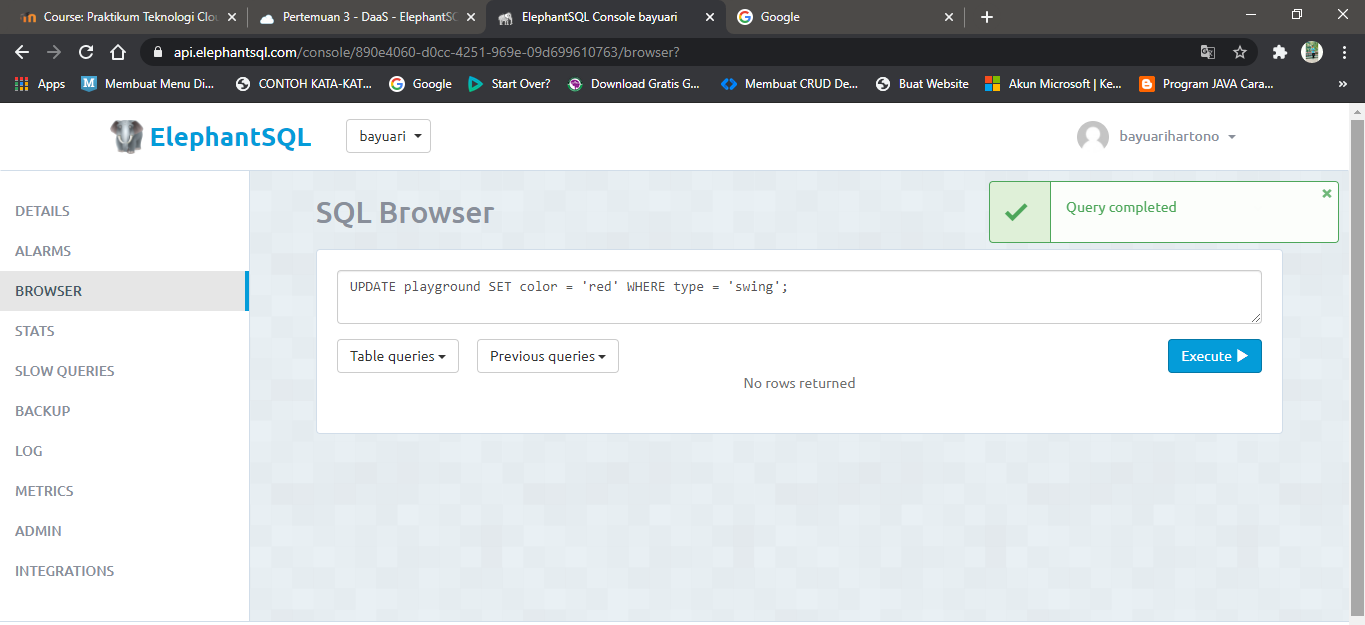 Course: Praktikum Teknologi Clou
Pertemuan 3 - DaaS - ElephantSQ
ElephantSQL Console bayuari
Google
api.elephantsql.com/console/890e4060-d0cc-4251-969e-09d699610763/browser?
Apps
Membuat Menu Di...
CONTOH KATA-KAT...
Google
Start Over?
Download Gratis G...
Membuat CRUD De...
Buat Website
Akun Microsoft | Ke...
Program JAVA Cara...
ElephantSQL
bayuari
bayuarihartono
DETAILS
ALARMS
BROWSER
STATS
SLOW QUERIES
BACKUP
LOG
METRICS
ADMIN
INTEGRATIONS
SQL Browser
Query completed
UPDATE playground SET color = 'red' WHERE type = 'swing';
Table queries
Previous queries
Execute
No rows returned